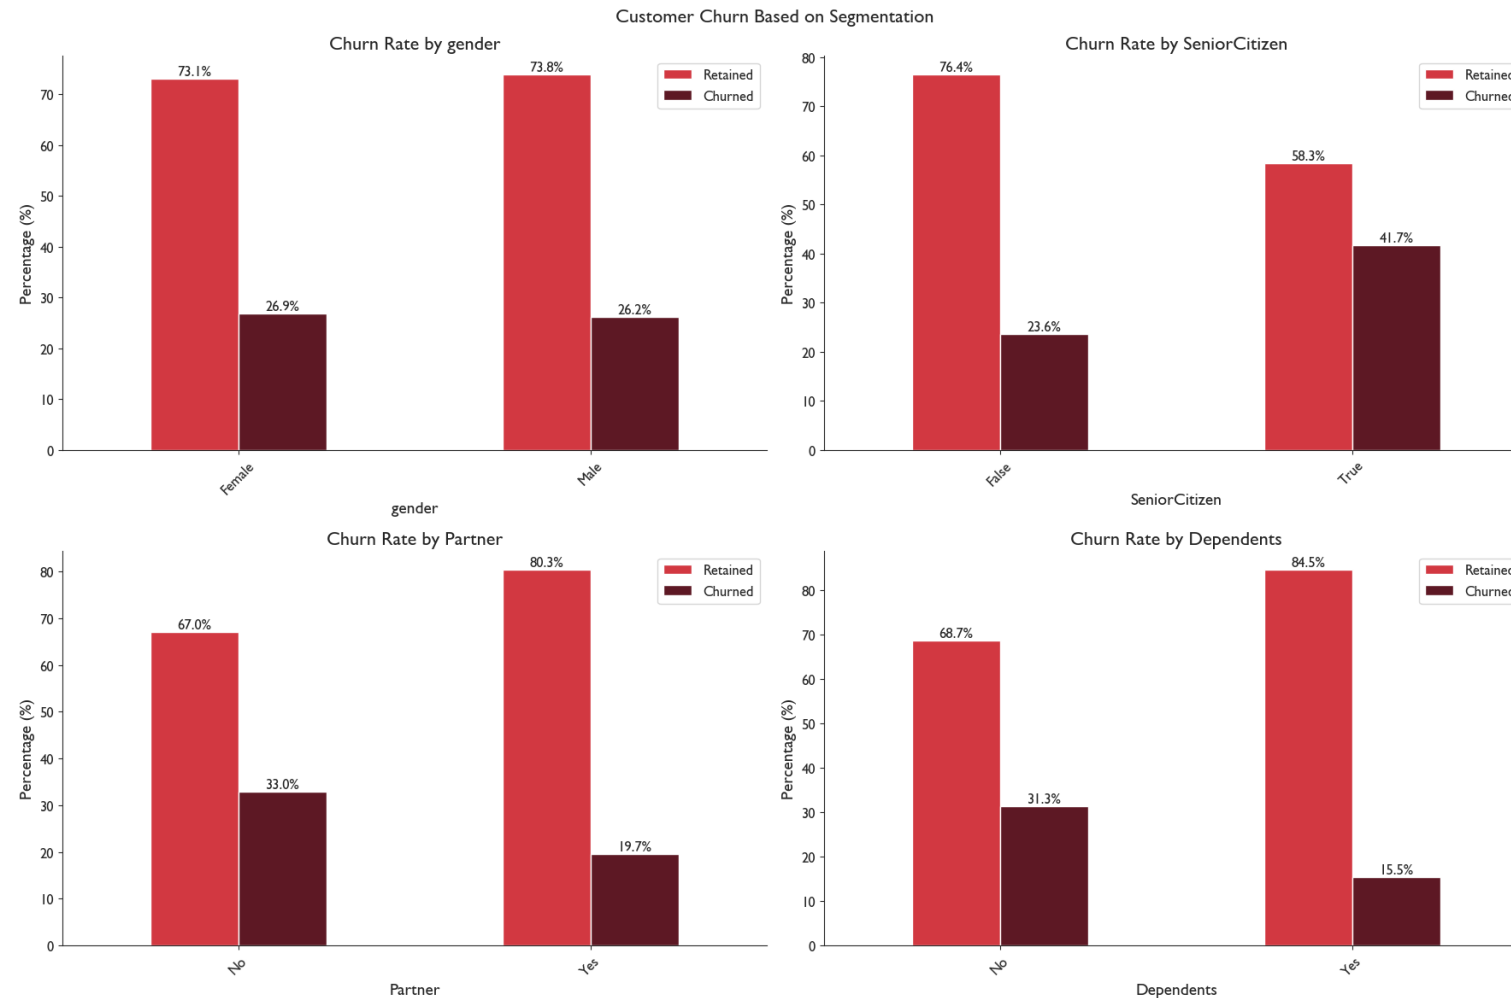 Customer Churn Based on Segmentation
Churn Rate by gender
73.1%
73.8%
Retained
Churned
70
60
50
40
30
20
10
0
Percentage (%)
26.9%
26.2%
Female
Male
gender
Churn Rate by SeniorCitizen
76.4%
58.3%
Retained
Churned
80
70
60
50
40
30
20
10
0
Percentage (%)
23.6%
41.7%
False
True
SeniorCitizen
Churn Rate by Partner
67.0%
80.3%
Retained
Churned
80
70
60
50
40
30
20
10
0
Percentage (%)
33.0%
19.7%
No
Yes
Partner
Churn Rate by Dependents
68.7%
84.5%
Retained
Churned
80
70
60
50
40
30
20
10
0
Percentage (%)
31.3%
15.5%
No
Yes
Dependents